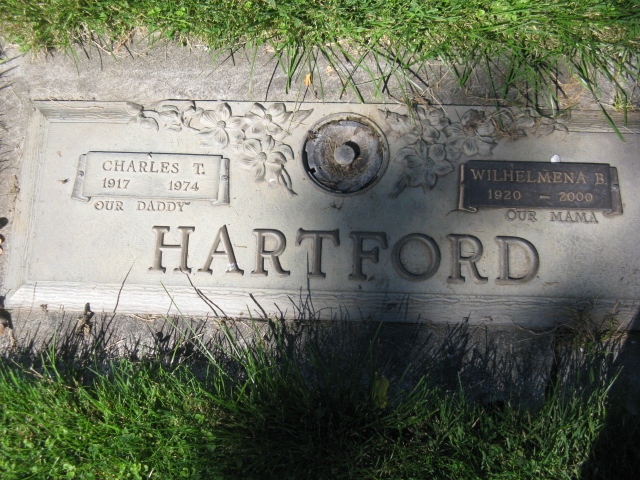 CHARLES T.
1917 1974
OUR DADDY
WILHELMENA B.
1920 – 2000
OUR MAMA
HARTFORD